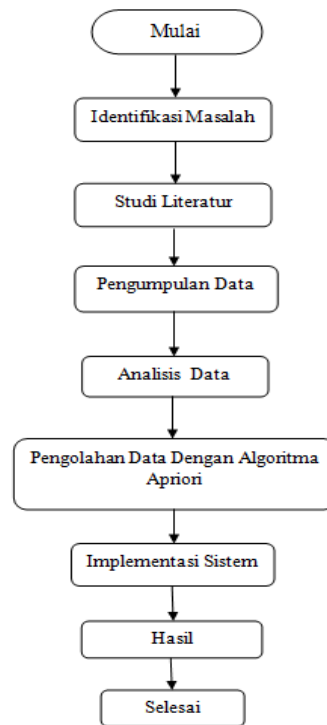 Mulai
Identifikasi Masalah
Studi Literatur
Pengumpulan Data
Analisis Data
Pengolahan Data Dengan Algoritma
Apriori
Implementasi Sistem
Hasil
Selesai